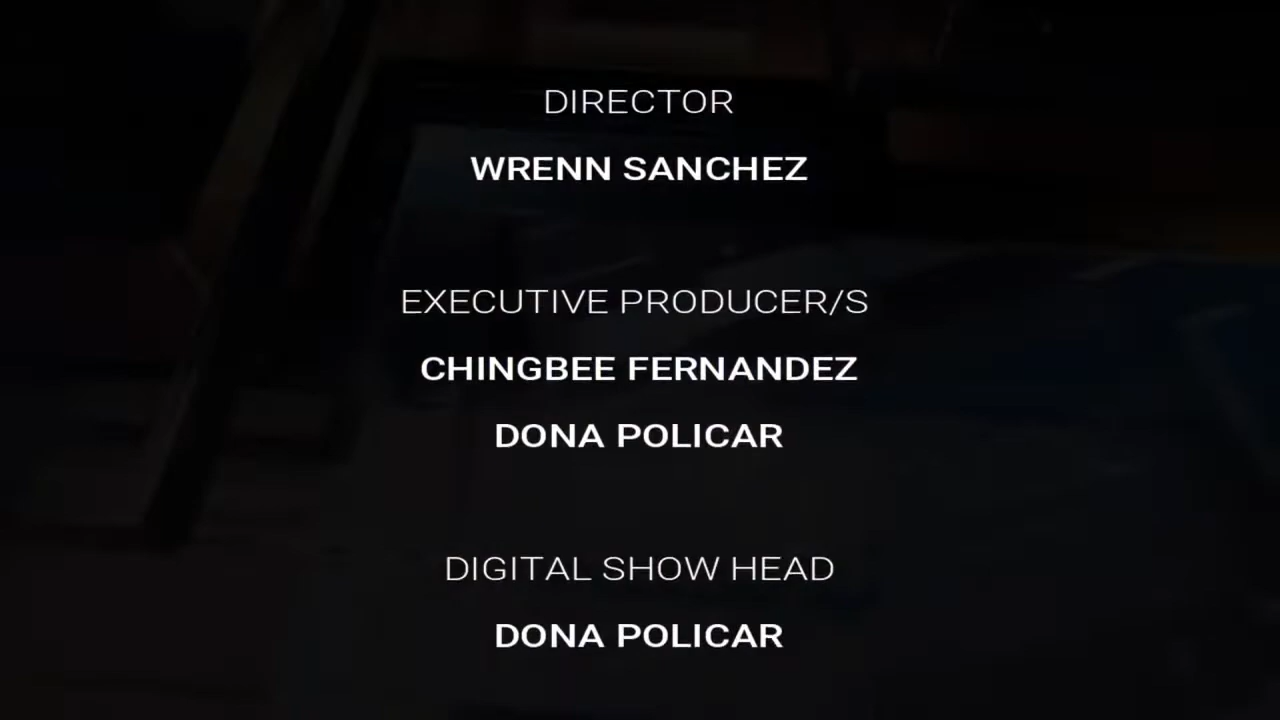 DIRECTOR
WRENN SANCHEZ
EXECUTIVE PRODUCER/S
CHINGBEE FERNANDEZ
DONA POLICAR
DIGITAL SHOW HEAD
DONA POLICAR